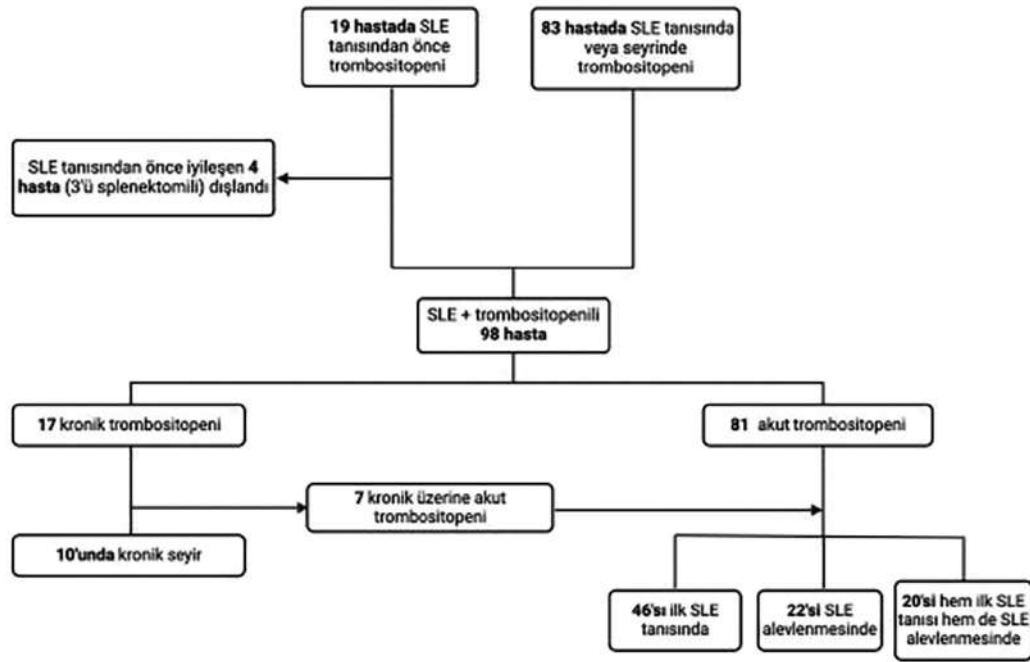 19 hastada SLE
tanısından önce
trombositopeni
83 hastada SLE tanısında
veya seyrinde
trombositopeni
SLE tanısından önce iyileşen 4
hasta (3'ü splenektomili) dışlandı
SLE + trombositopenili
98 hasta
17 kronik trombositopeni
81 akut trombositopeni
7 kronik üzerine akut
trombositopeni
10'unda kronik seyir
46'sı ilk SLE
tanısında
22'si SLE
alevlenmesinde
20'si hem ilk SLE
tanısı hem de SLE
alevlenmesinde